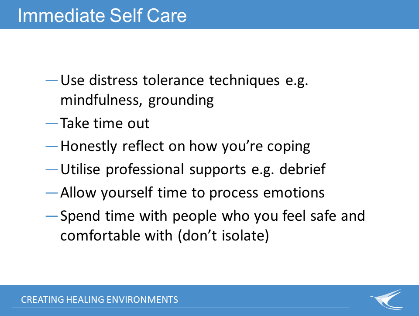 Immediate Self Care
— Use distress tolerance techniques e.g.
mindfulness, grounding
— Take time out
— Honestly reflect on how you’re coping
— Utilise professional supports e.g. debrief
— Allow yourself time to process emotions
— Spend time with people who you feel safe and
comfortable with (don’t isolate)
CREATING HEALING ENVIRONMENTS